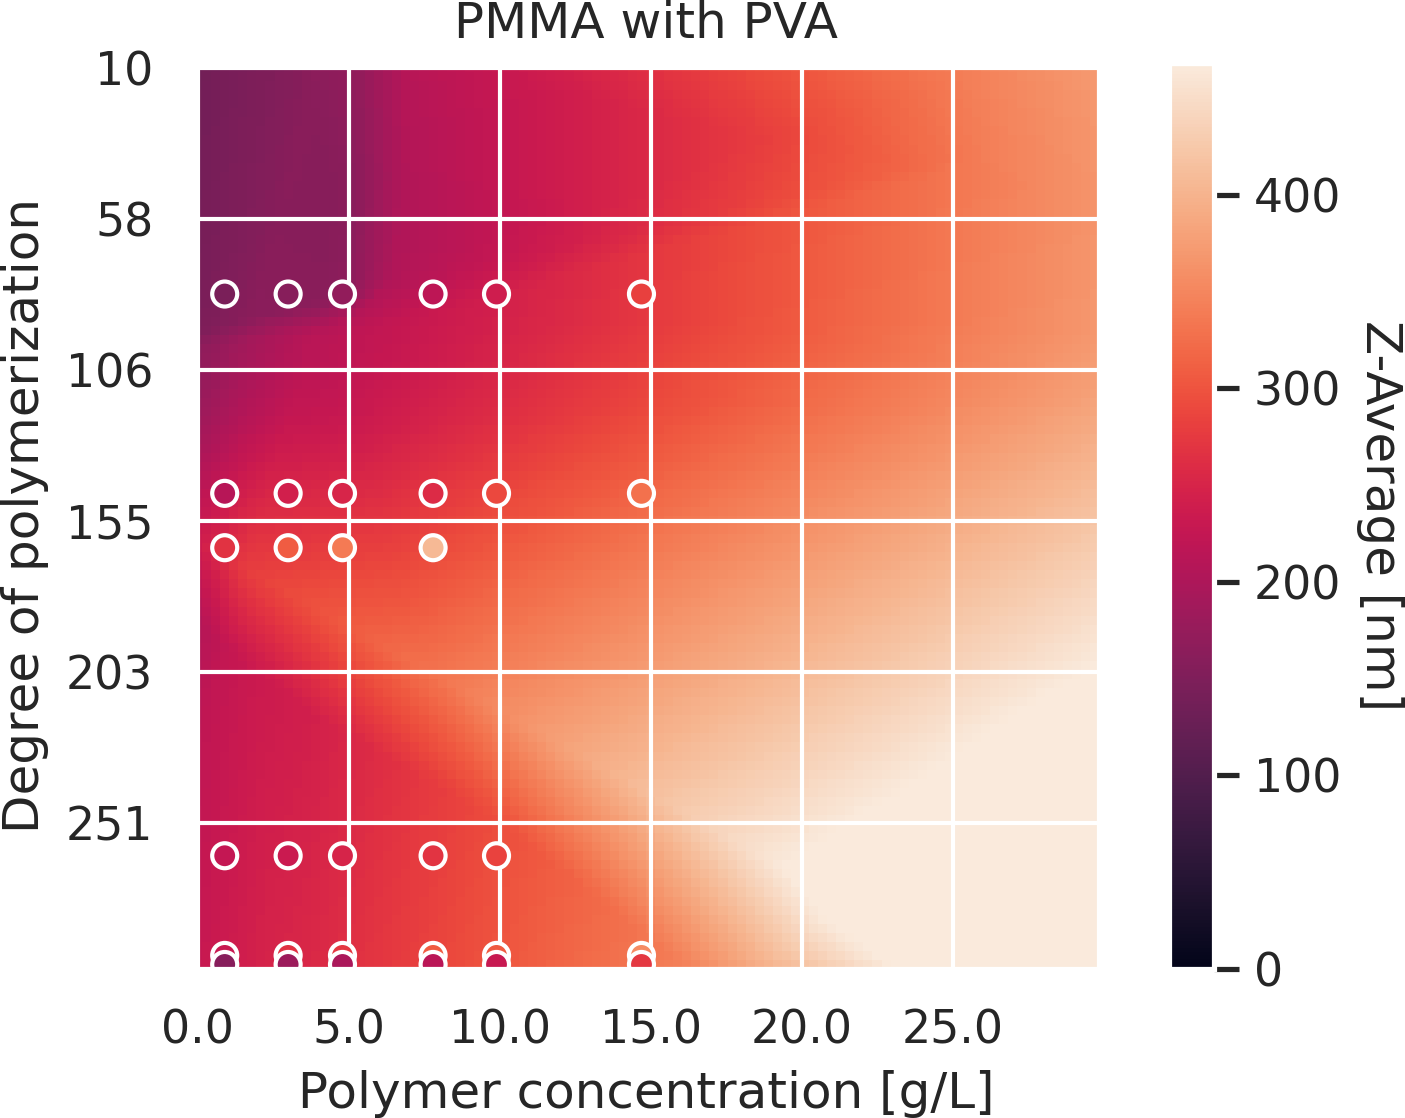 PMMA with PVA
10
58
106
155
203
251
Degree of polymerization
0.0 5.0 10.0 15.0 20.0 25.0
Polymer concentration [g/L]
400
300
200
100
0
Z-Average [nm]